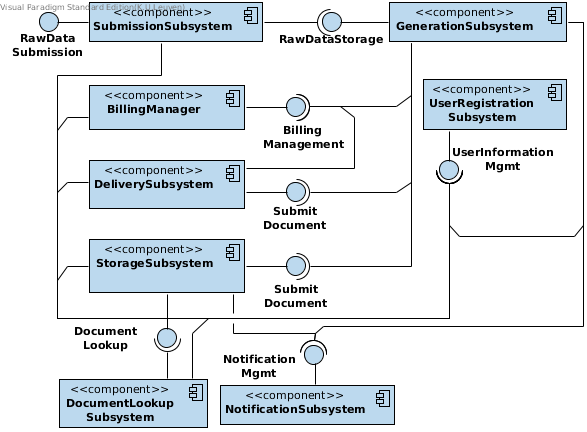 Visual Paradigm Standard Edition(K.U.Leuven)
<<component>>
SubmissionSubsystem
<<component>>
GenerationSubsystem
RawData
Submission
RawDataStorage
<<component>>
BillingManager
<<component>>
UserRegistration
Subsystem
Billing
Management
UserInformation
Mgmt
<<component>>
DeliverySubsystem
Submit
Document
<<component>>
StorageSubsystem
Submit
Document
Document
Lookup
Notification
Mgmt
<<component>>
DocumentLookup
Subsystem
<<component>>
NotificationSubsystem